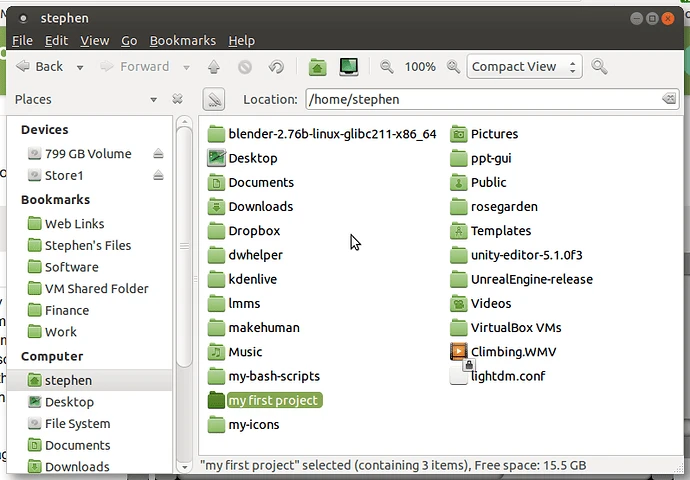 stephen
File Edit View Go Bookmarks Help
Back Forward 100% Compact View
Places Location: /home/stephen
Devices
799 GB Volume
Store1
Bookmarks
Web Links
Stephen's Files
Software
VM Shared Folder
Finance
Work
Computer
stephen
Desktop
File System
Documents
Downloads
blender-2.76b-linux-glibc211-x86_64
Desktop
Documents
Downloads
Dropbox
dwhelper
kdenlive
lmms
makehuman
Music
my-bash-scripts
my first project
my-icons
Pictures
ppt-gui
Public
rosegarden
Templates
unity-editor-5.1.0f3
UnrealEngine-release
Videos
VirtualBox VMs
Climbing.WMV
lightdm.conf
"my first project" selected (containing 3 items), Free space: 15.5 GB